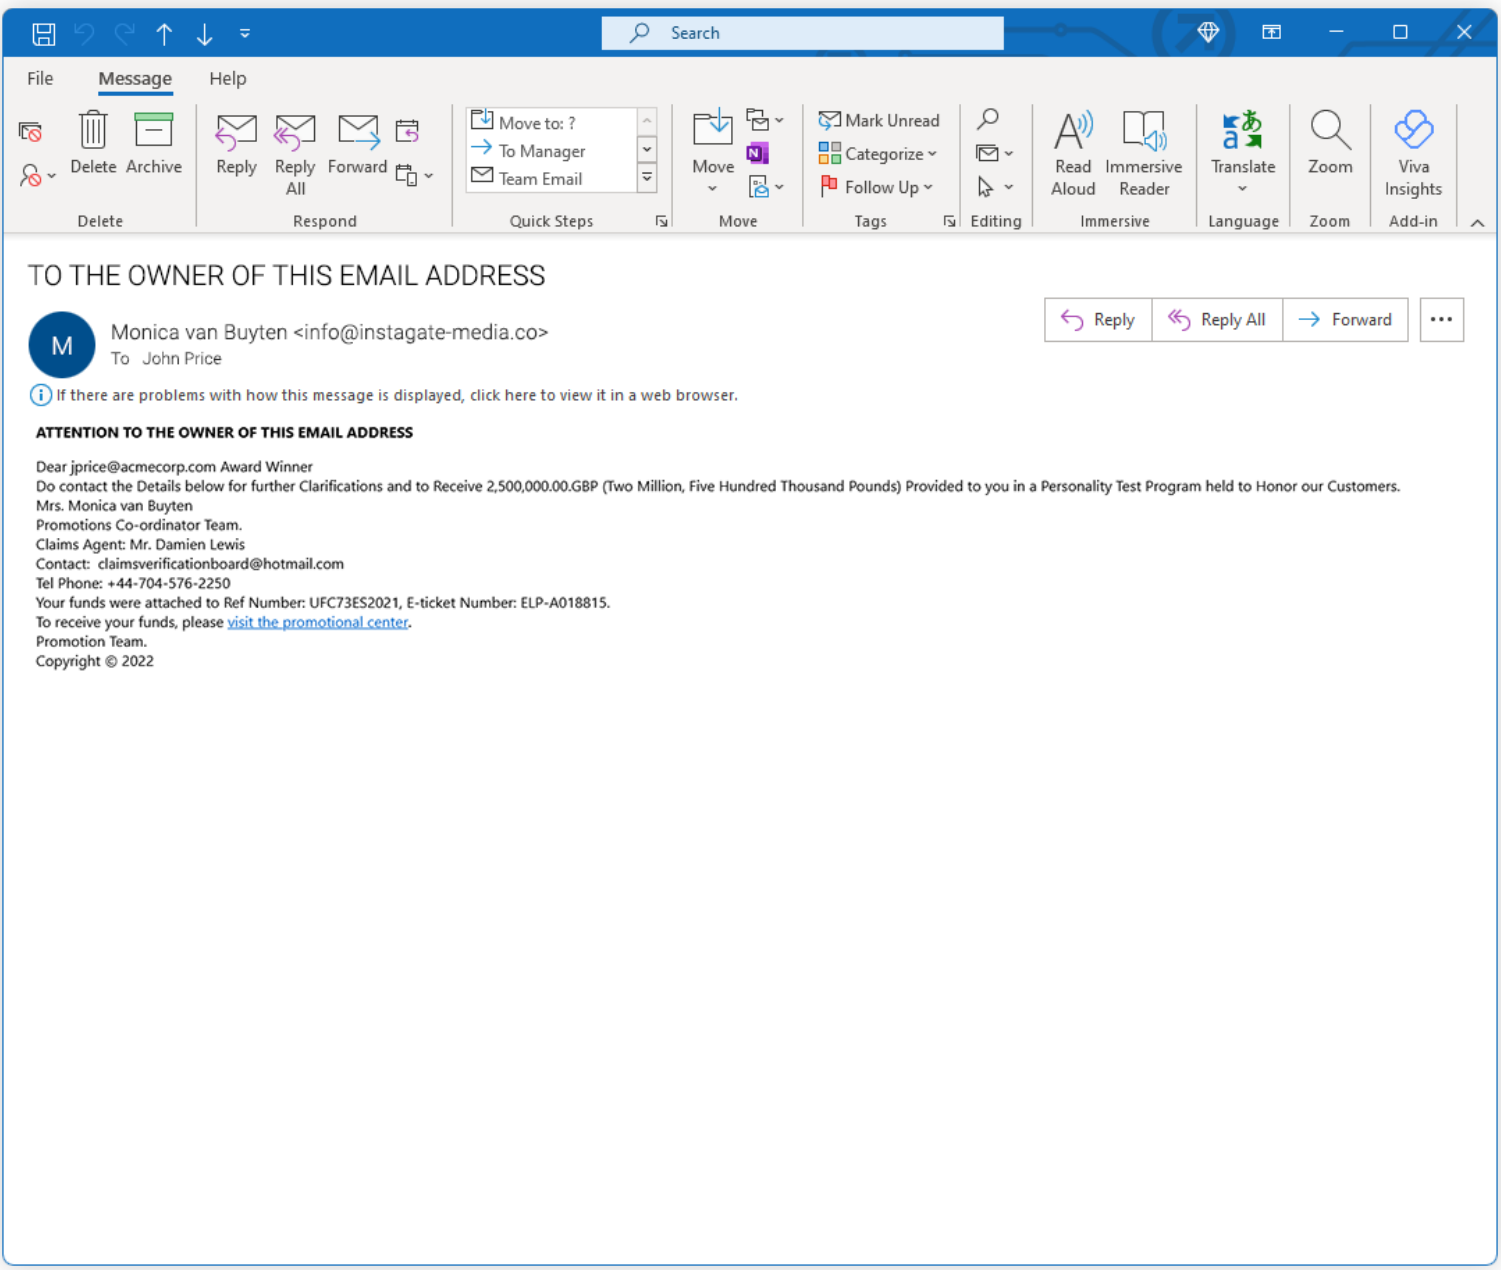 Search
File Message Help
Delete Archive Reply Reply All Forward
Move to: ?
To Manager
Team Email
Move
Mark Unread
Categorize
Follow Up
Read Aloud Immersive Reader Translate Zoom Viva Insights
Delete Respond Quick Steps Move Tags Editing Immersive Language Zoom Add-in
TO THE OWNER OF THIS EMAIL ADDRESS
M
Monica van Buyten <info@instagate-media.co>
To John Price
Reply Reply All Forward
If there are problems with how this message is displayed, click here to view it in a web browser.
ATTENTION TO THE OWNER OF THIS EMAIL ADDRESS
Dear jprice@acmecorp.com Award Winner
Do contact the Details below for further Clarifications and to Receive 2,500,000.00.GBP (Two Million, Five Hundred Thousand Pounds) Provided to you in a Personality Test Program held to Honor our Customers.
Mrs. Monica van Buyten
Promotions Co-ordinator Team.
Claims Agent: Mr. Damien Lewis
Contact: claimsverificationboard@hotmail.com
Tel Phone: +44-704-576-2250
Your funds were attached to Ref Number: UFC73ES2021, E-ticket Number: ELP-A018815.
To receive your funds, please visit the promotional center.
Promotion Team.
Copyright © 2022